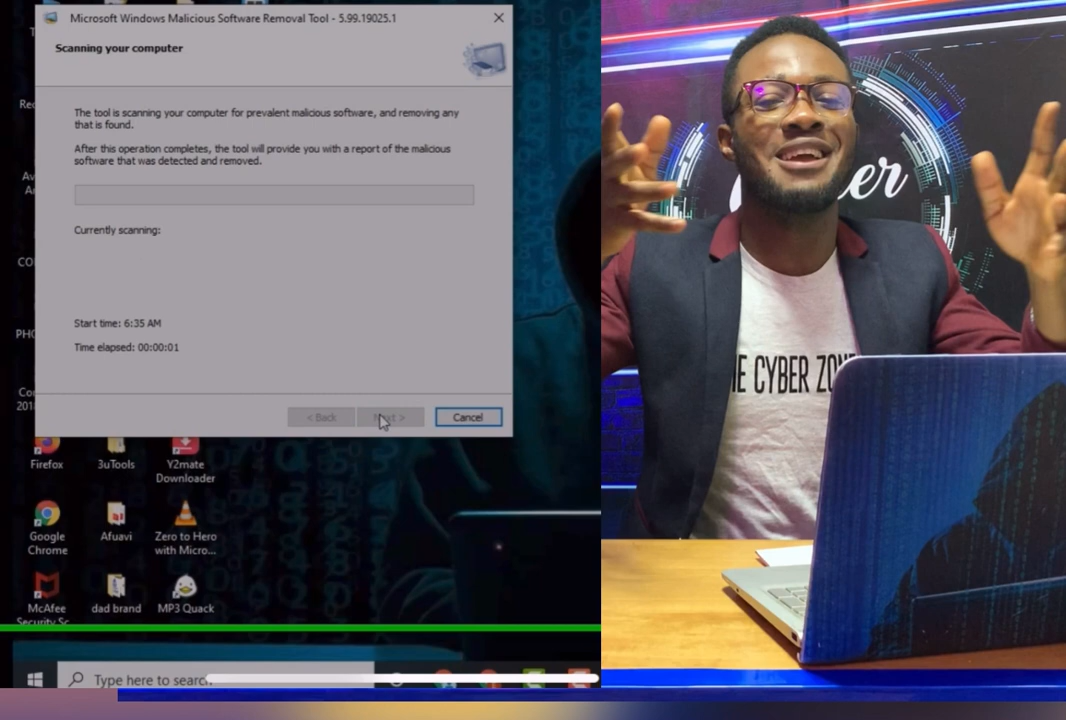 Microsoft Windows Malicious Software Removal Tool - 5.99.19025.1
Scanning your computer
The tool is scanning your computer for prevalent malicious software, and removing any
that is found.
After this operation completes, the tool will provide you with a report of the malicious
software that was detected and removed.
Currently scanning:
Start time: 6:35 AM
Time elapsed: 00:00:01
< Back
Next >
Cancel
Firefox
3uTools
Y2mate
Downloader
Google
Chrome
Afuavi
Zero to Hero
with Micro...
McAfee
Security Sc
dad brand
MP3 Quack
Type here to search
THE CYBER ZONE